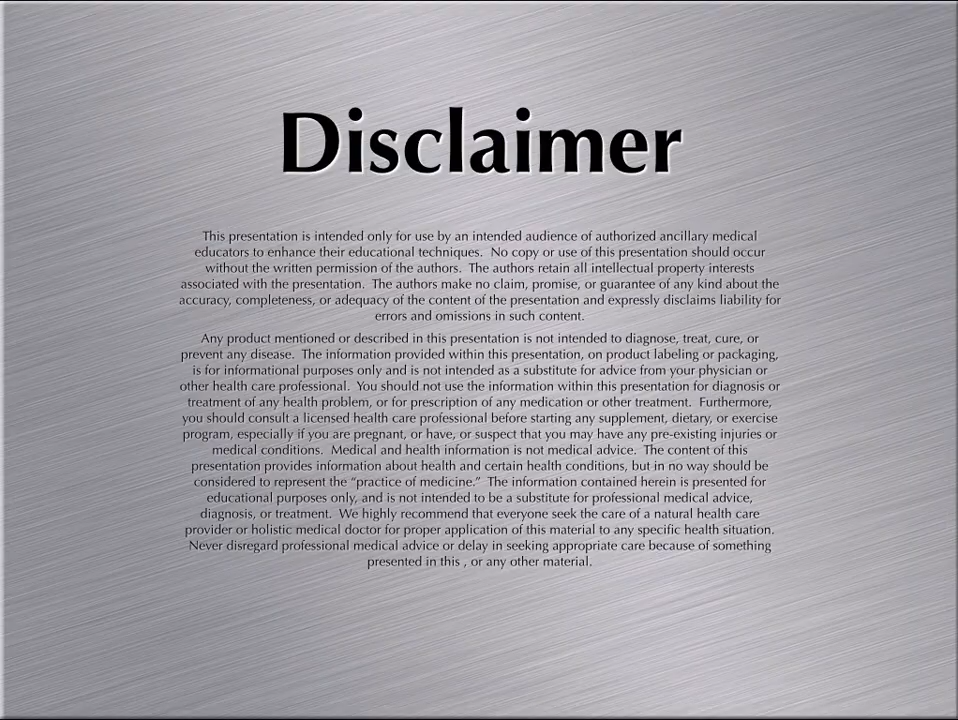 Disclaimer
This presentation is intended only for use by an intended audience of authorized ancillary medical
educators to enhance their educational techniques.  No copy or use of this presentation should occur
without the written permission of the authors.  The authors retain all intellectual property interests
associated with the presentation.  The authors make no claim, promise, or guarantee of any kind about the
accuracy, completeness, or adequacy of the content of the presentation and expressly disclaims liability for
errors and omissions in such content.
Any product mentioned or described in this presentation is not intended to diagnose, treat, cure, or
prevent any disease.  The information provided within this presentation, on product labeling or packaging,
is for informational purposes only and is not intended as a substitute for advice from your physician or
other health care professional.  You should not use the information within this presentation for diagnosis or
treatment of any health problem, or for prescription of any medication or other treatment.  Furthermore,
you should consult a licensed health care professional before starting any supplement, dietary, or exercise
program, especially if you are pregnant, or have, or suspect that you may have any pre-existing injuries or
medical conditions.  Medical and health information is not medical advice.  The content of this
presentation provides information about health and certain health conditions, but in no way should be
considered to represent the “practice of medicine.”  The information contained herein is presented for
educational purposes only, and is not intended to be a substitute for professional medical advice,
diagnosis, or treatment.  We highly recommend that everyone seek the care of a natural health care
provider or holistic medical doctor for proper application of this material to any specific health situation.
Never disregard professional medical advice or delay in seeking appropriate care because of something
presented in this , or any other material.